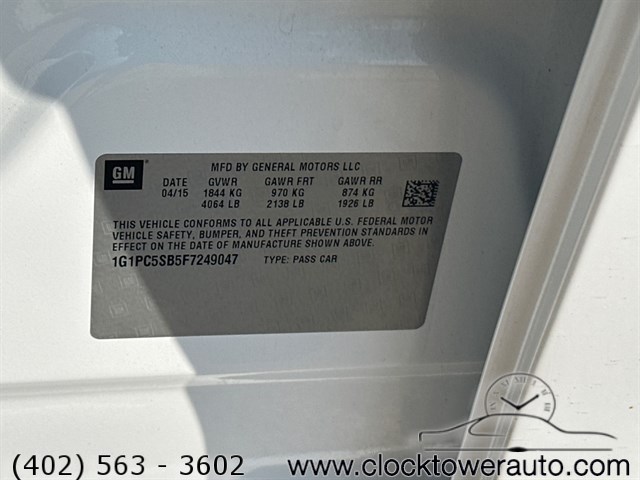 GM
MFD BY GENERAL MOTORS LLC
DATE GVWR GAWR FRT GAWR RR
04/15 1844 KG 970 KG 874 KG
4064 LB 2138 LB 1926 LB
THIS VEHICLE CONFORMS TO ALL APPLICABLE U.S. FEDERAL MOTOR
VEHICLE SAFETY, BUMPER, AND THEFT PREVENTION STANDARDS IN
EFFECT ON THE DATE OF MANUFACTURE SHOWN ABOVE.
1G1PC5SB5F7249047 TYPE: PASS CAR
(402) 563 - 3602 www.clocktowerauto.com